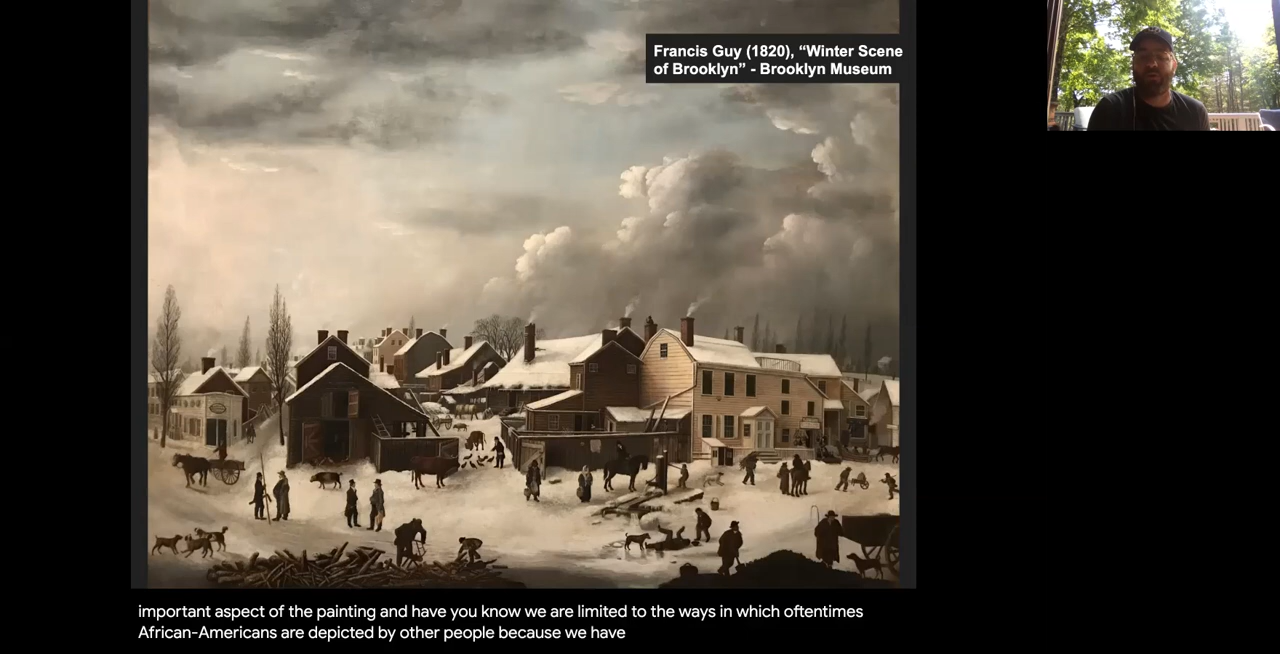 Francis Guy (1820), “Winter Scene
of Brooklyn” - Brooklyn Museum
important aspect of the painting and have you know we are limited to the ways in which oftentimes
African-Americans are depicted by other people because we have